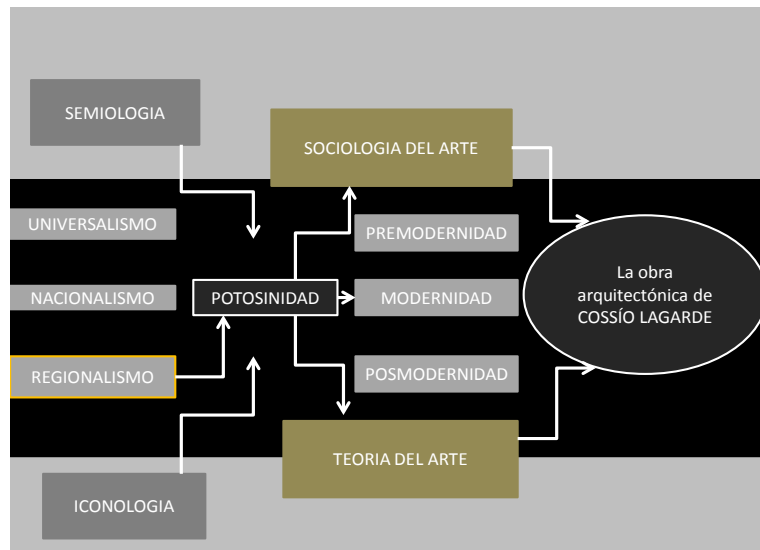 SEMIOLOGIA
SOCIOLOGIA DEL ARTE
UNIVERSALISMO
PREMODERNIDAD
NACIONALISMO
POTOSINIDAD
MODERNIDAD
La obra
arquitectónica de
COSSÍO LAGARDE
REGIONALISMO
POSMODERNIDAD
TEORIA DEL ARTE
ICONOLOGIA